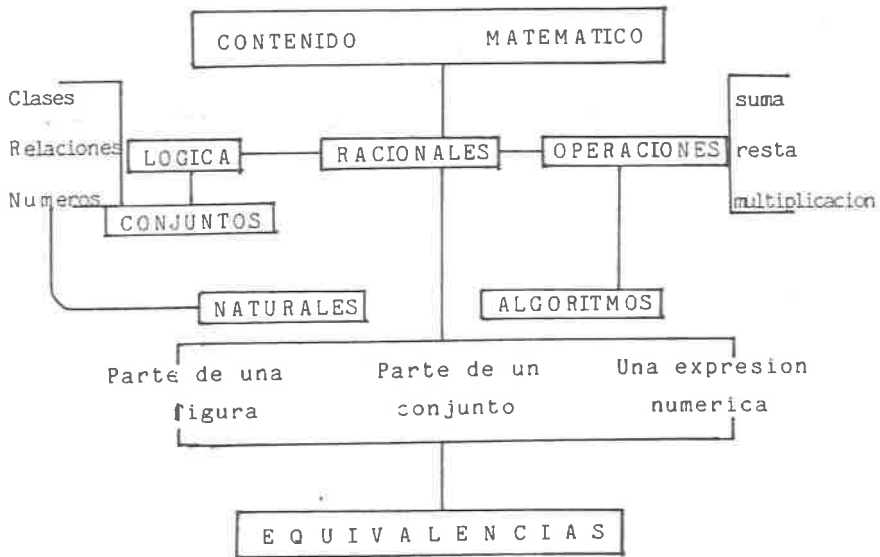 CONTENIDO MATEMATICO
Clases
suma
Relaciones
LOGICA
RACIONALES
OPERACIONES
resta
Numeros
CONJUNTOS
multiplicacion
NATURALES
ALGORITMOS
Parte de una
figura
Parte de un
conjunto
Una expresion
numerica
EQUIVALENCIAS